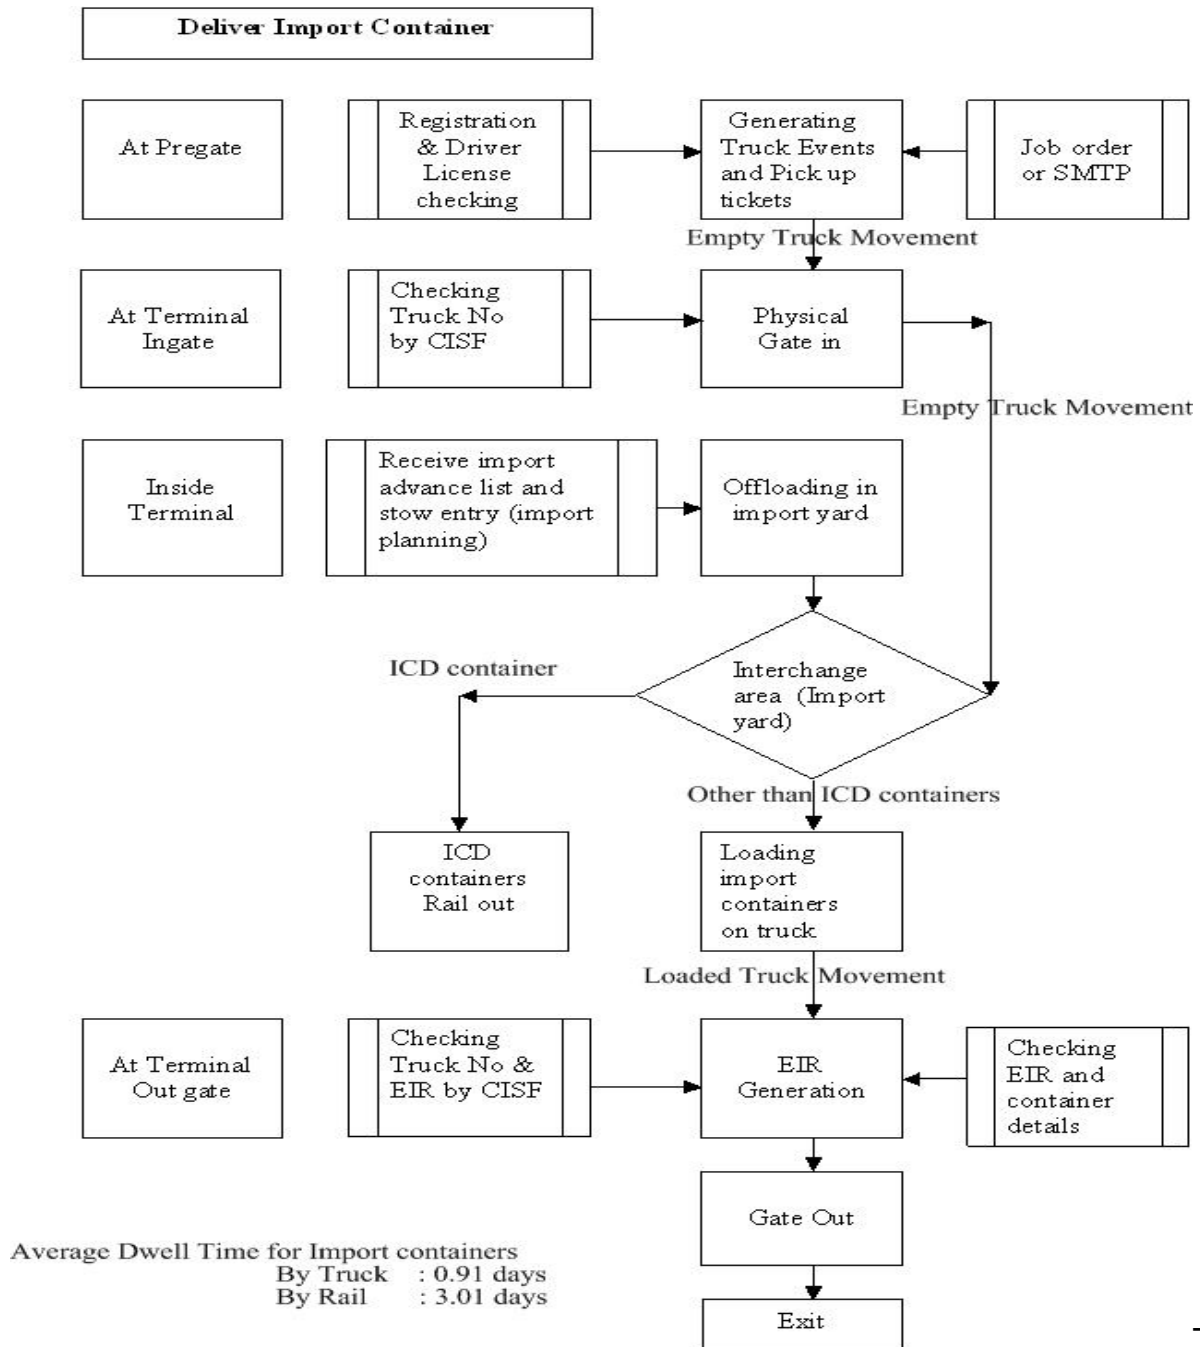 Deliver Import Container
At Pregate
Registration
& Driver
License
checking
Generating
Truck Events
and Pick up
tickets
Job order
or SMTP
Empty Truck Movement
At Terminal
Ingate
Checking
Truck No
by CISF
Physical
Gate in
Empty Truck Movement
Inside
Terminal
Receive import
advance list and
stow entry (import
planning)
Offloading in
import yard
ICD container
Interchange
area (Import
yard)
Other than ICD containers
ICD
containers
Rail out
Loading
import
containers
on truck
Loaded Truck Movement
At Terminal
Out gate
Checking
Truck No &
EIR by CISF
EIR
Generation
Checking
EIR and
container
details
Gate Out
Average Dwell Time for Import containers
By Truck : 0.91 days
By Rail : 3.01 days
Exit